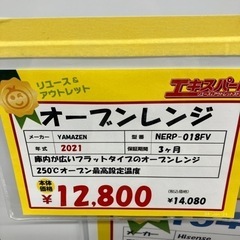 リユース&
アウトレット
エキスパート
オーブンレンジ
メーカー YAMAZEN 型番 NERP-018FV
年式 2021 保証期間 3ヶ月
庫内が広いフラットタイプのオーブンレンジ
250℃オーブン最高設定温度
本体価格 ¥12,800 (税込価格) ¥14,080
Hisense